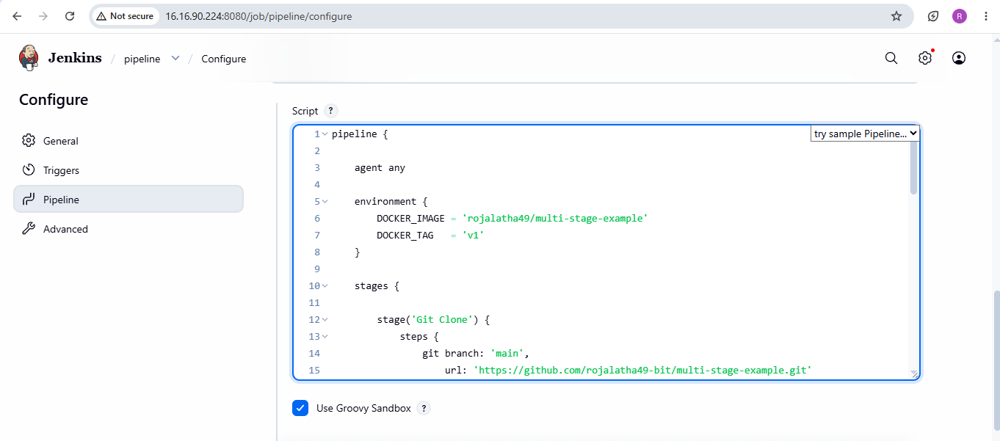 Not secure 16.16.90.224:8080/job/pipeline/configure R
Jenkins / pipeline / Configure
Configure
General
Triggers
Pipeline
Advanced
Script ?
try sample Pipeline...
1 pipeline {
2
3     agent any
4
5     environment {
6         DOCKER_IMAGE = 'rojalatha49/multi-stage-example'
7         DOCKER_TAG   = 'v1'
8     }
9
10     stages {
11
12         stage('Git Clone') {
13             steps {
14                 git branch: 'main',
15                     url: 'https://github.com/rojalatha49-bit/multi-stage-example.git'
Use Groovy Sandbox ?